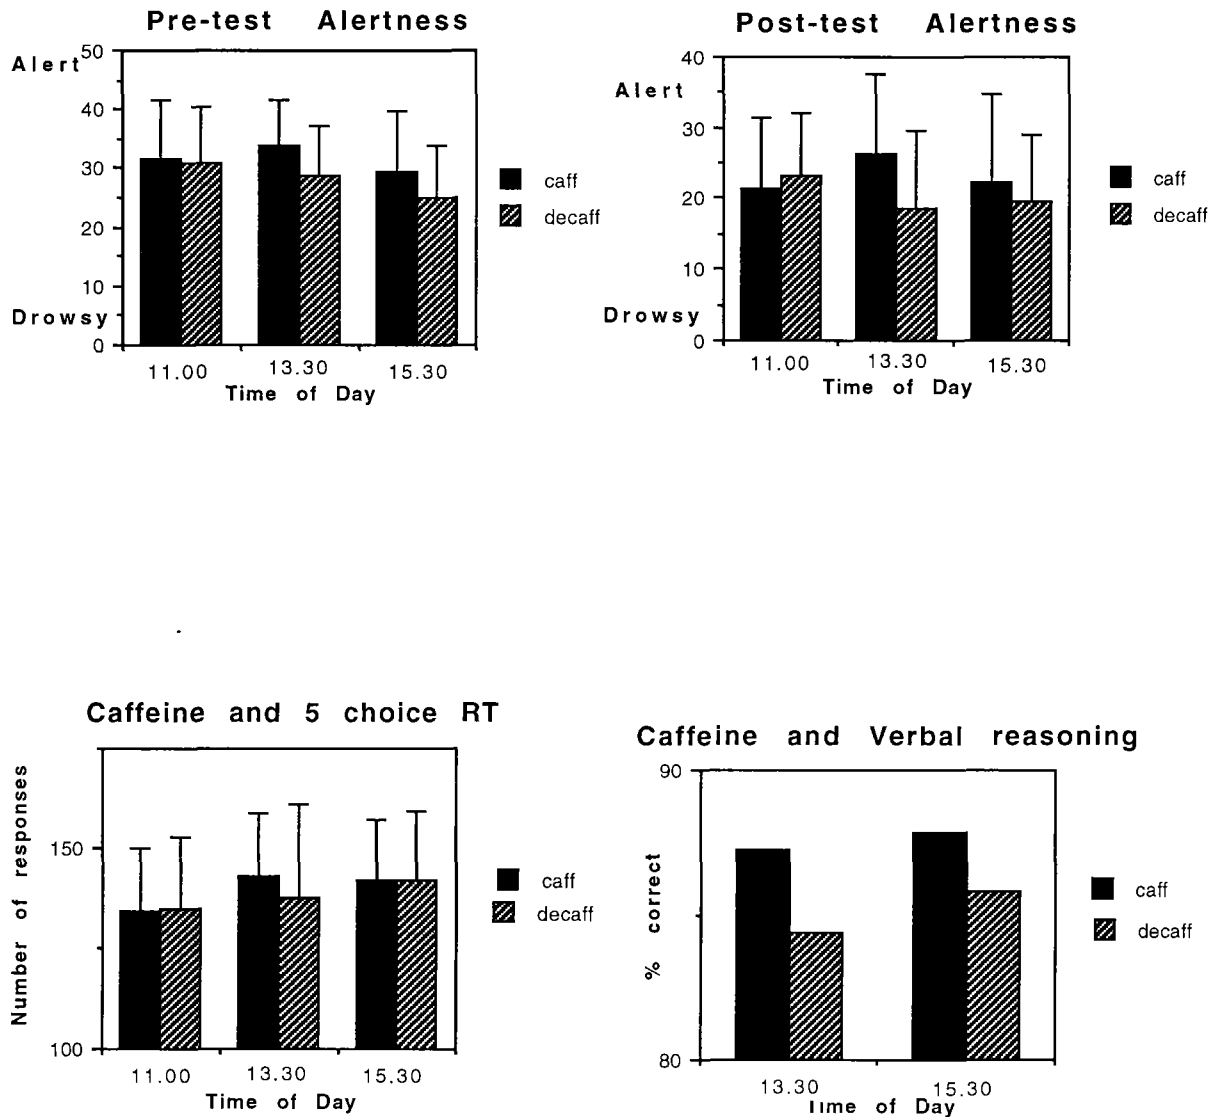 Pre-test Alertness
50
Alert
40
30
20
10
Drowsy
0
11.00 13.30 15.30
Time of Day
caff
decaff
Post-test Alertness
40
Alert
30
20
10
Drowsy
0
11.00 13.30 15.30
Time of Day
caff
decaff
Caffeine and 5 choice RT
Number of responses
150
100
11.00 13.30 15.30
Time of Day
caff
decaff
Caffeine and Verbal reasoning
% correct
90
80
13.30 15.30
Time of Day
caff
decaff